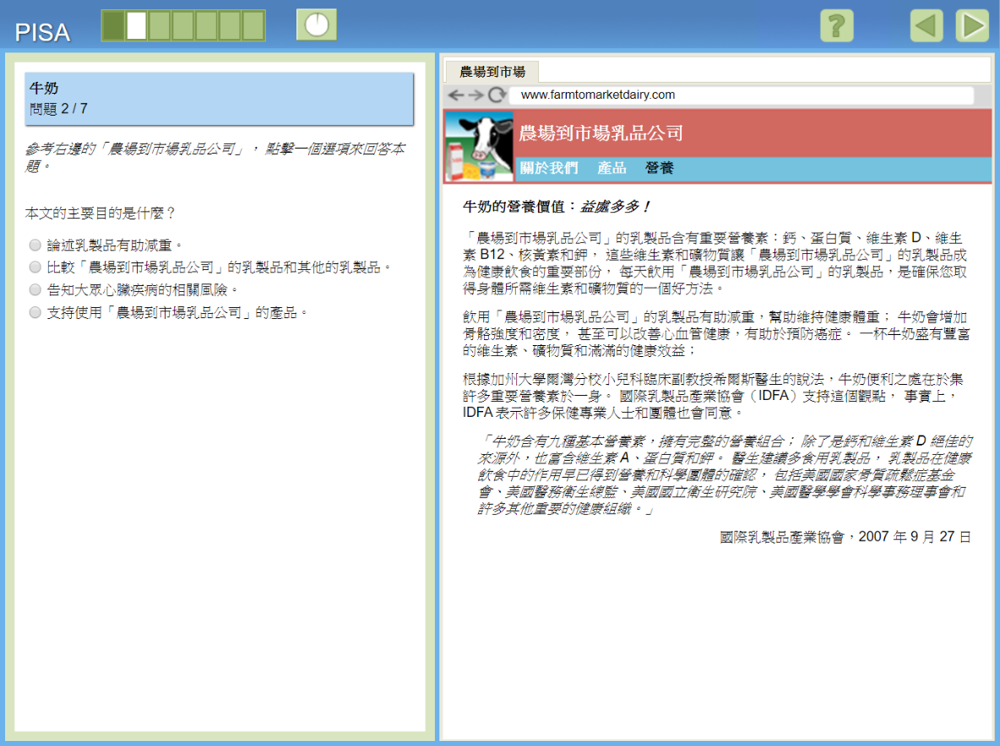 PISA
?
牛奶
問題 2 / 7
參考右邊的「農場到市場乳品公司」, 點擊一個選項來回答本
題。
本文的主要目的是什麼？
論述乳製品有助減重。
比較「農場到市場乳品公司」的乳製品和其他的乳製品。
告知大眾心臟疾病的相關風險。
支持使用「農場到市場乳品公司」的產品。
農場到市場
www.farmtomarketdairy.com
農場到市場乳品公司
關於我們 產品 營養
牛奶的營養價值：益處多多！
「農場到市場乳品公司」的乳製品含有重要營養素：鈣、蛋白質、維生素 D、維生
素 B12、核黃素和鉀， 這些維生素和礦物質讓「農場到市場乳品公司」的乳製品成
為健康飲食的重要部份， 每天飲用「農場到市場乳品公司」的乳製品，是確保您取
得身體所需維生素和礦物質的一個好方法。
飲用「農場到市場乳品公司」的乳製品有助減重，幫助維持健康體重； 牛奶會增加
骨骼強度和密度， 甚至可以改善心血管健康，有助於預防癌症。 一杯牛奶盛有豐富
的維生素、礦物質和滿滿的健康效益；
根據加州大學爾灣分校小兒科臨床副教授希爾斯醫生的說法，牛奶便利之處在於集
許多重要營養素於一身。 國際乳製品產業協會（IDFA）支持這個觀點， 事實上，
IDFA 表示許多保健專業人士和團體也會同意。
「牛奶含有九種基本營養素，擁有完整的營養組合； 除了是鈣和維生素 D 絕佳的
來源外，也富含維生素 A、蛋白質和鉀。 醫生建議多食用乳製品， 乳製品在健康
飲食中的作用早已得到營養和科學團體的確認， 包括美國國家骨質疏鬆症基金
會、美國醫務衛生總監、美國國立衛生研究院、美國醫學學會科學事務理事會和
許多其他重要的健康組織。」
國際乳製品產業協會，2007 年 9 月 27 日